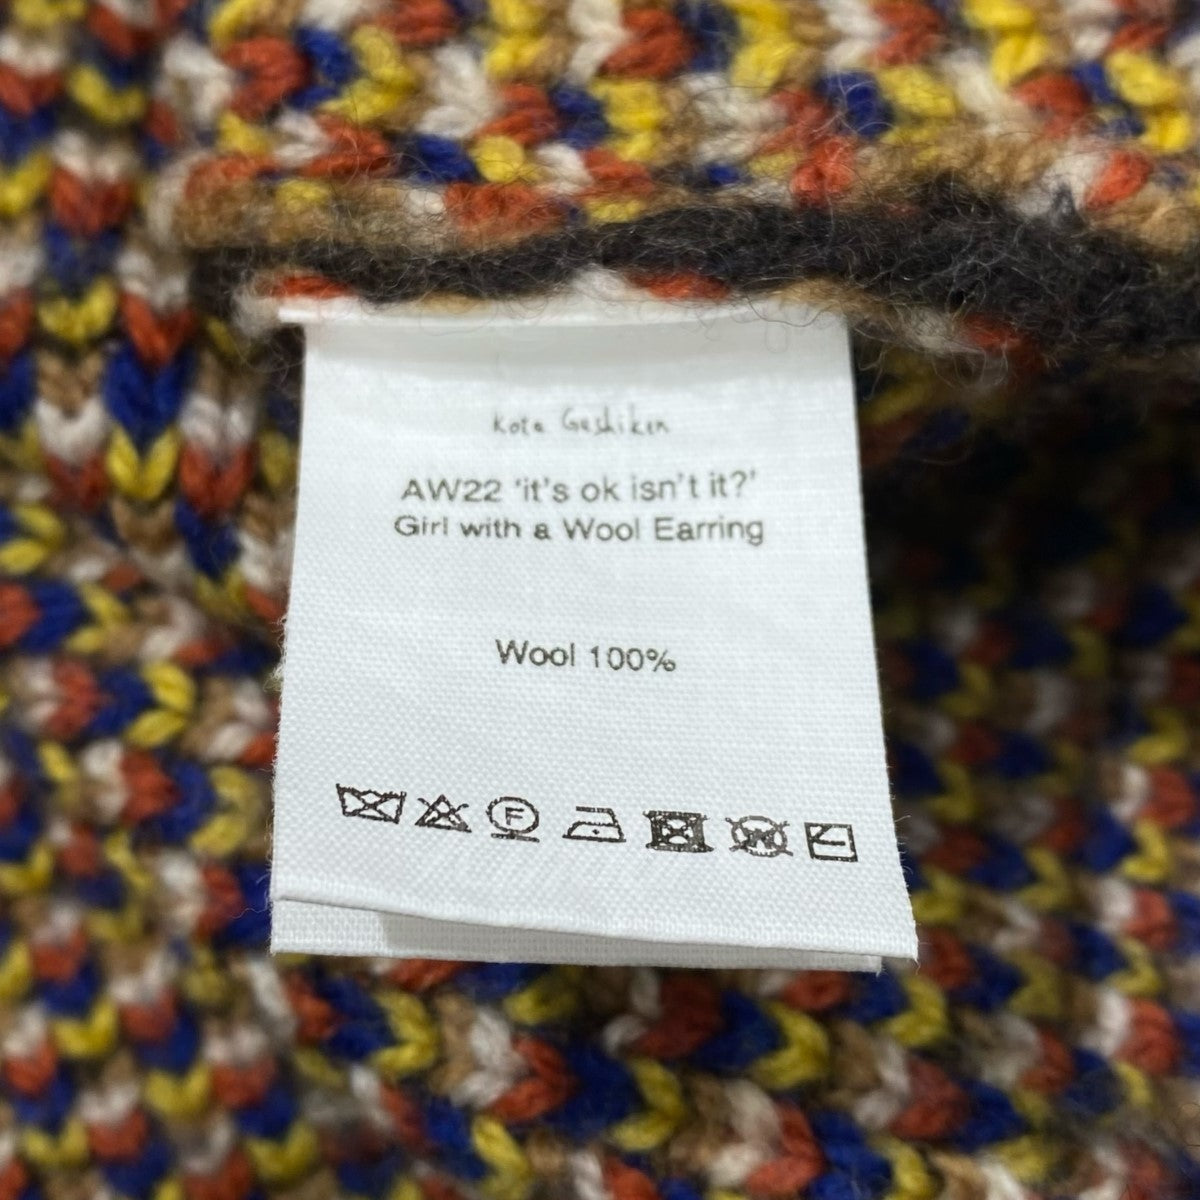 Kota Gushiken
AW22 'it's ok isn't it?'
Girl with a Wool Earring
Wool 100%
F
W